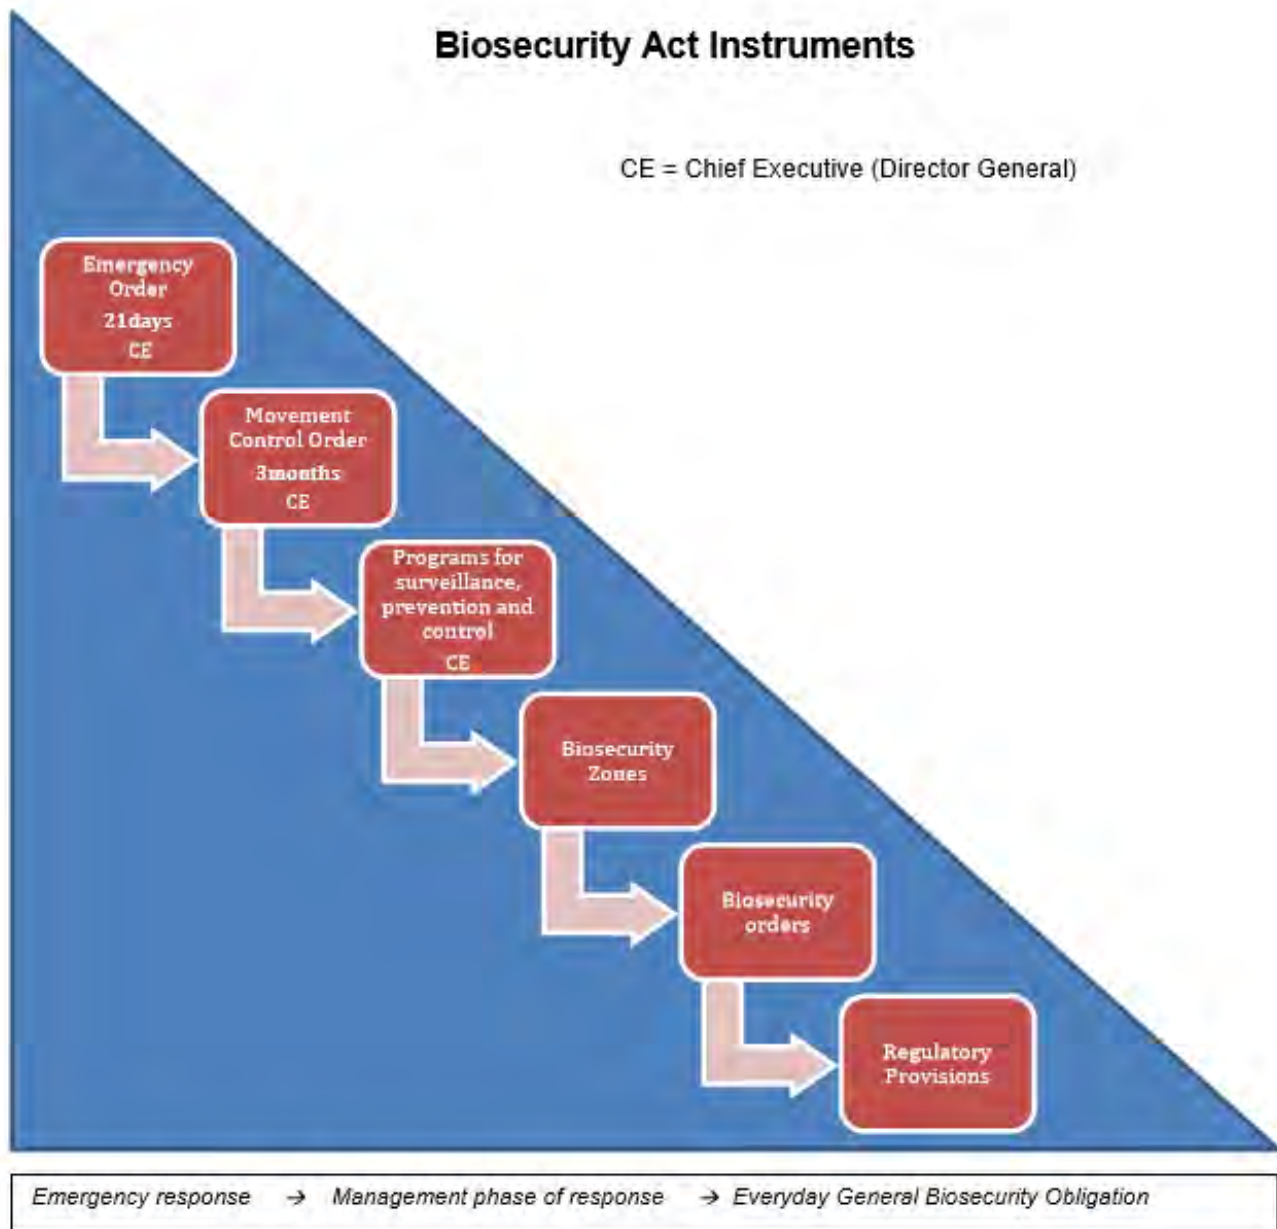 Biosecurity Act Instruments
CE = Chief Executive (Director General)
Emergency
Order
21days
CE
Movement
Control Order
3months
CE
Programs for
surveillance,
prevention and
control
CE
Biosecurity
Zones
Biosecurity
orders
Regulatory
Provisions
Emergency response → Management phase of response → Everyday General Biosecurity Obligation